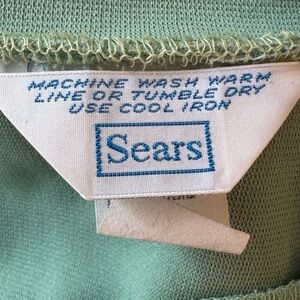 MACHINE WASH WARM
LINE OR TUMBLE DRY
USE COOL IRON
Sears